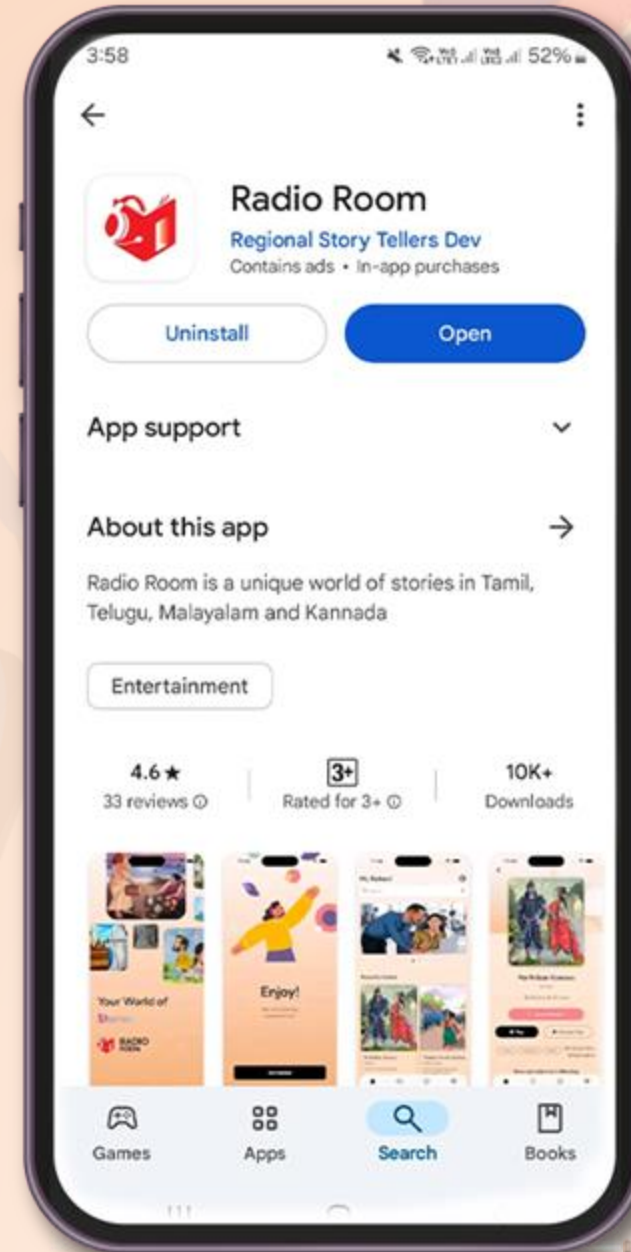 3:58
52%
Radio Room
Regional Story Tellers Dev
Contains ads • In-app purchases
Uninstall
Open
App support
About this app
Radio Room is a unique world of stories in Tamil,
Telugu, Malayalam and Kannada
Entertainment
4.6★
33 reviews
3+
Rated for 3+
10K+
Downloads
Your World of
RADIO
ROOM
Enjoy!
Games
Apps
Search
Books